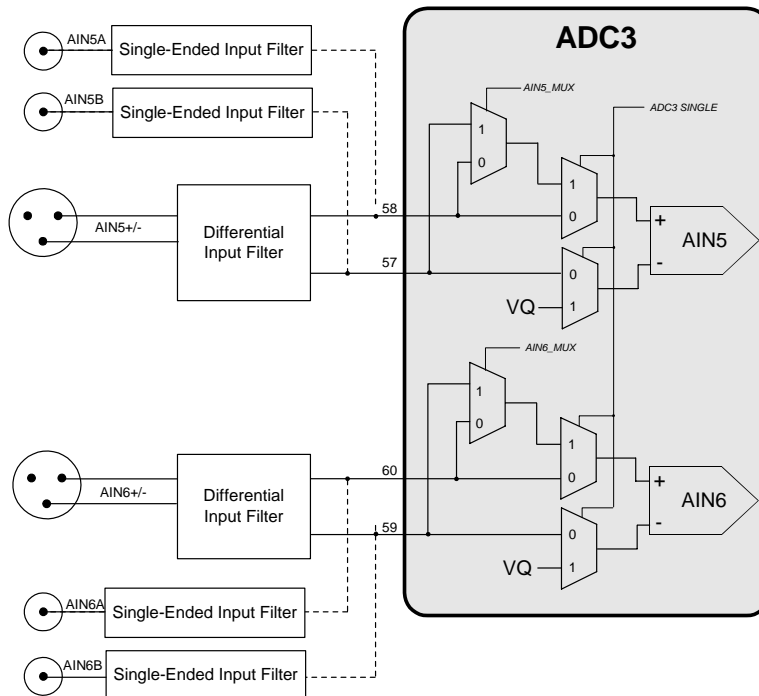 ADC3
AIN5A
Single-Ended Input Filter
AIN5B
Single-Ended Input Filter
AIN5_MUX
ADC3 SINGLE
1
0
1
0
58
AIN5+/-
Differential
Input Filter
57
+
-
AIN5
0
1
VQ
AIN6_MUX
1
0
1
0
60
AIN6+/-
Differential
Input Filter
59
+
-
AIN6
0
1
VQ
AIN6A
Single-Ended Input Filter
AIN6B
Single-Ended Input Filter